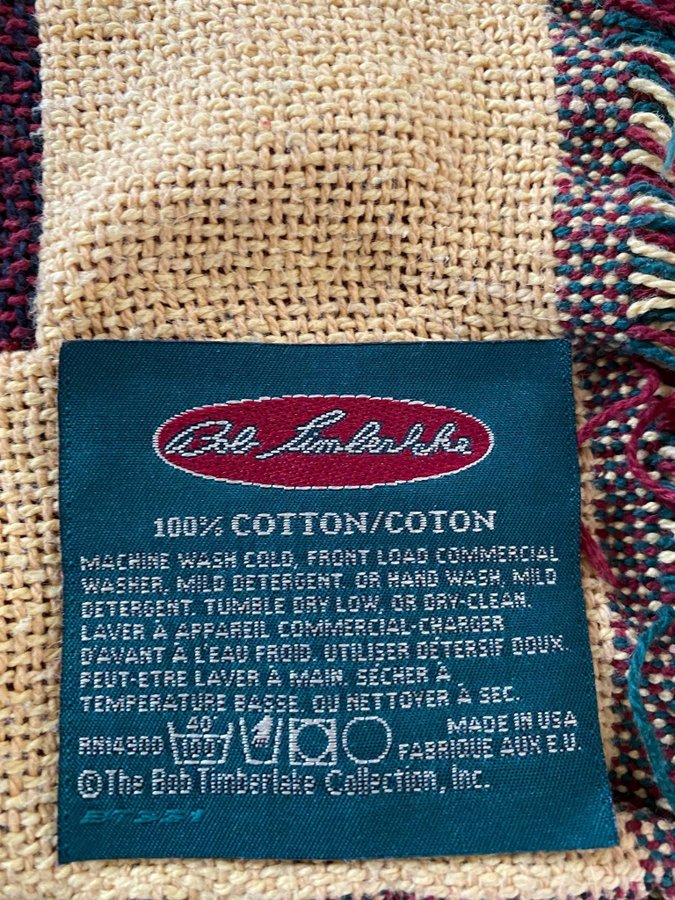 Bob Timberlake
100% COTTON/COTON
MACHINE WASH COLD, FRONT LOAD COMMERCIAL
WASHER, MILD DETERGENT, OR HAND WASH, MILD
DETERGENT. TUMBLE DRY LOW, OR DRY-CLEAN.
LAVER À APPAREIL COMMERCIAL-CHARGER
D'AVANT A L'EAU FROID. UTILISER DÉTERSIF DOUX.
PEUT-ETRE LAVER À MAIN. SÉCHER À
TEMPERATURE BASSE, OU NETTOYER A SEC.
40°
RN14900 100° MADE IN USA
FABRIQUE AUX E.U.
©The Bob Timberlake Collection, Inc.
BT221